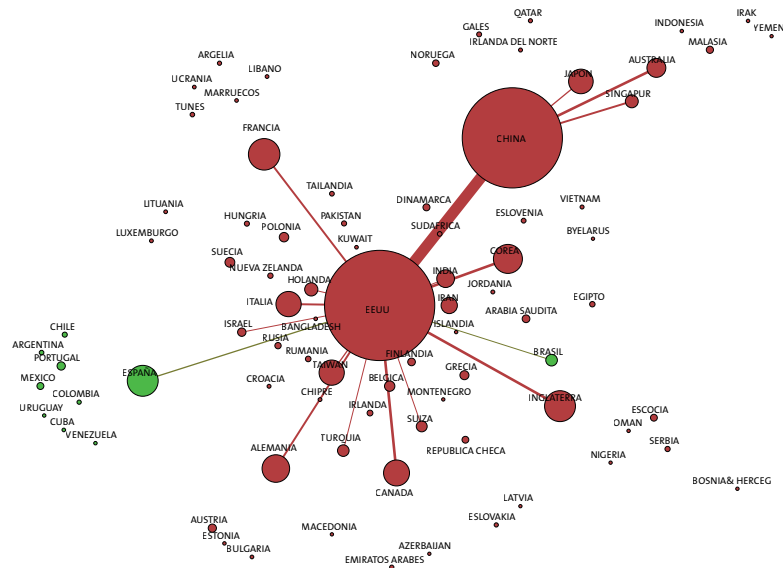 QATAR
IRAK
GALES
INDONESIA
YEMEN
IRLANDA DEL NORTE
MALASIA
ARGELIA
NORUEGA
AUSTRALIA
LIBANO
JAPON
UCRANIA
MARRUECOS
SINGAPUR
TUNES
FRANCIA
CHINA
TAILANDIA
LITUANIA
DINAMARCA
VIETNAM
HUNGRIA
PAKISTAN
ESLOVENIA
LUXEMBURGO
POLONIA
SUDAFRICA
BYELARUS
KUWAIT
SUECIA
COREA
NUEVA ZELANDA
INDIA
HOLANDA
JORDANIA
ITALIA
IRAN
EGIPTO
EEUU
ARABIA SAUDITA
ISRAEL
BANGLADESH
ISLANDIA
CHILE
RUSIA
ARGENTINA
RUMANIA
FINLANDIA
BRASIL
PORTUGAL
TAIWAN
GRECIA
ESPAÑA
MEXICO
CROACIA
BELGICA
COLOMBIA
CHIPRE
MONTENEGRO
INGLATERRA
URUGUAY
IRLANDA
ESCOCIA
CUBA
SUIZA
OMAN
VENEZUELA
TURQUIA
SERBIA
ALEMANIA
REPUBLICA CHECA
NIGERIA
BOSNIA & HERCEG
CANADA
LATVIA
AUSTRIA
ESLOVAKIA
MACEDONIA
ESTONIA
BULGARIA
AZERBAIJAN
EMIRATOS ARABES